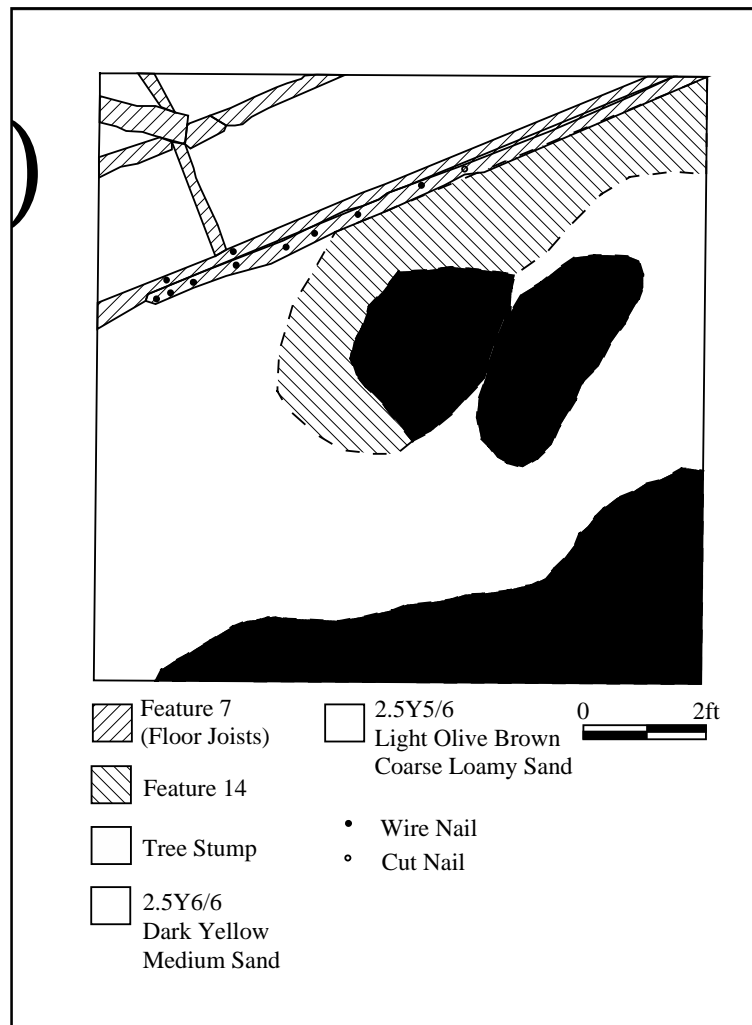 Feature 7
(Floor Joists)
Feature 14
Tree Stump
2.5Y6/6
Dark Yellow
Medium Sand
2.5Y5/6
Light Olive Brown
Coarse Loamy Sand
Wire Nail
Cut Nail
0 2ft